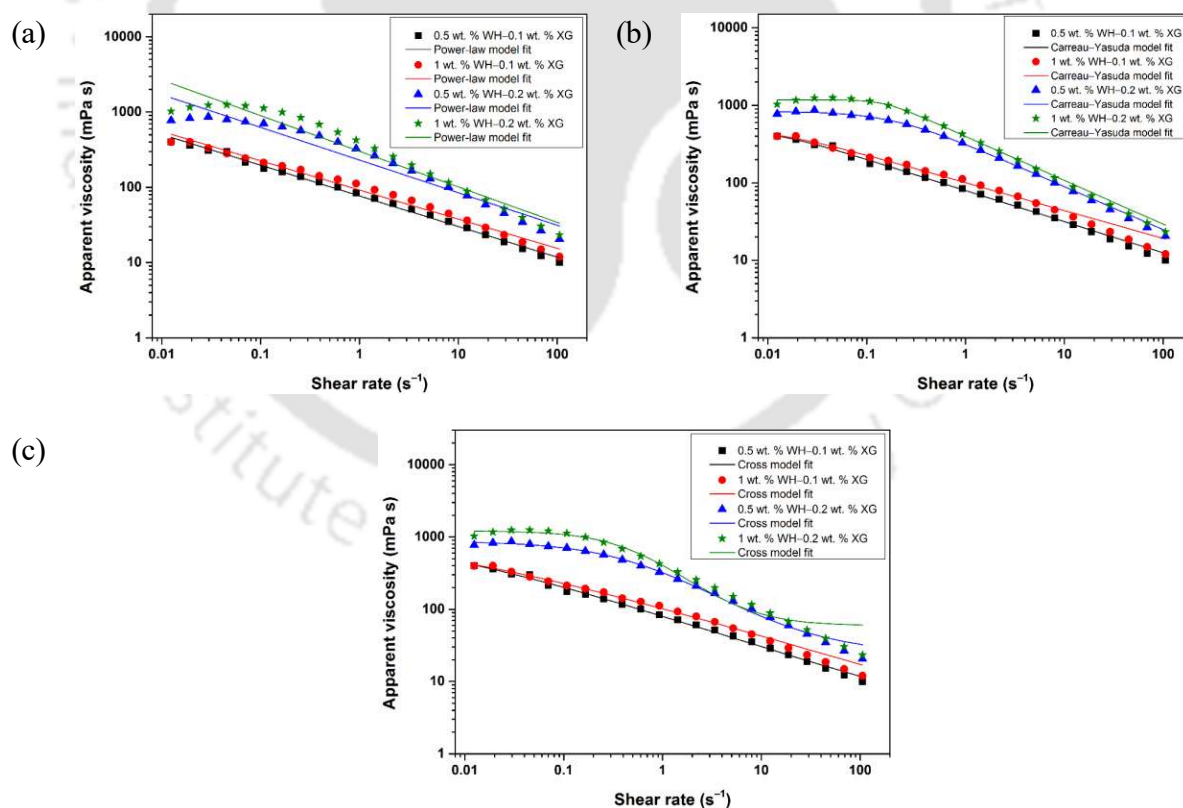 (a)
0.5 wt. % WH–0.1 wt. % XG
Power-law model fit
1 wt. % WH–0.1 wt. % XG
Power-law model fit
0.5 wt. % WH–0.2 wt. % XG
Power-law model fit
1 wt. % WH–0.2 wt. % XG
Power-law model fit
Apparent viscosity (mPa s)
10000
1000
100
10
1
0.01 0.1 1 10 100
Shear rate (s⁻¹)
(b)
0.5 wt. % WH–0.1 wt. % XG
Carreau–Yasuda model fit
1 wt. % WH–0.1 wt. % XG
Carreau–Yasuda model fit
0.5 wt. % WH–0.2 wt. % XG
Carreau–Yasuda model fit
1 wt. % WH–0.2 wt. % XG
Carreau–Yasuda model fit
Apparent viscosity (mPa s)
10000
1000
100
10
1
0.01 0.1 1 10 100
Shear rate (s⁻¹)
(c)
0.5 wt. % WH–0.1 wt. % XG
Cross model fit
1 wt. % WH–0.1 wt. % XG
Cross model fit
0.5 wt. % WH–0.2 wt. % XG
Cross model fit
1 wt. % WH–0.2 wt. % XG
Cross model fit
Apparent viscosity (mPa s)
10000
1000
100
10
1
0.01 0.1 1 10 100
Shear rate (s⁻¹)
stitute